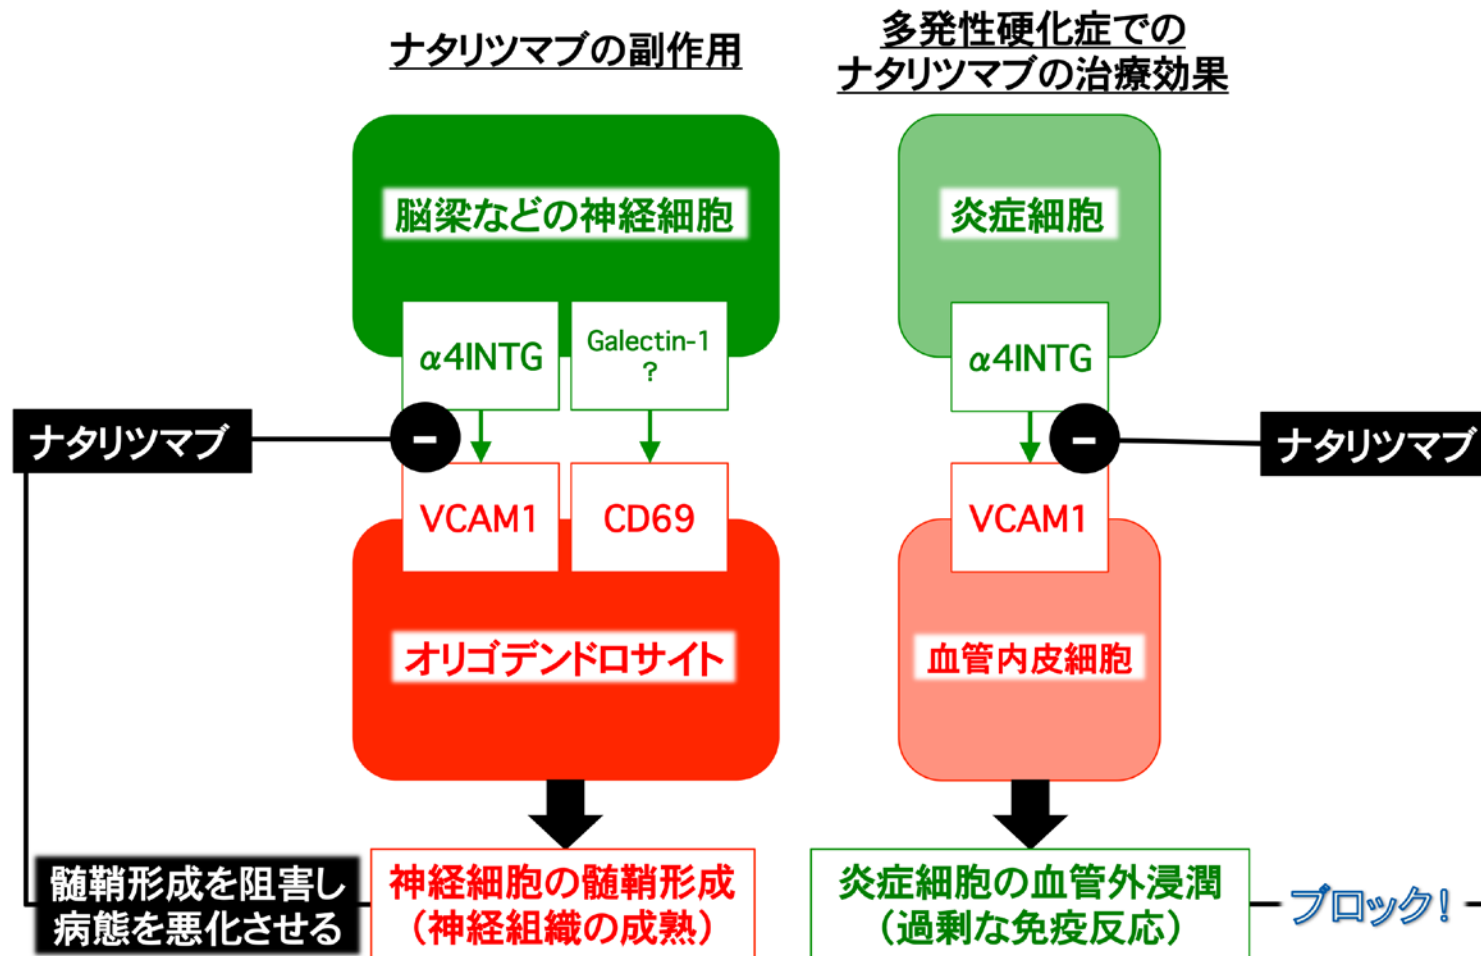 ナタリツマブの副作用
多発性硬化症での
ナタリツマブの治療効果
脳梁などの神経細胞
炎症細胞
α4INTG
Galectin-1
?
α4INTG
ナタリツマブ
-
-
ナタリツマブ
VCAM1
CD69
VCAM1
オリゴデンドロサイト
血管内皮細胞
髄鞘形成を阻害し
病態を悪化させる
神経細胞の髄鞘形成
（神経組織の成熟）
炎症細胞の血管外浸潤
（過剰な免疫反応）
ブロック！